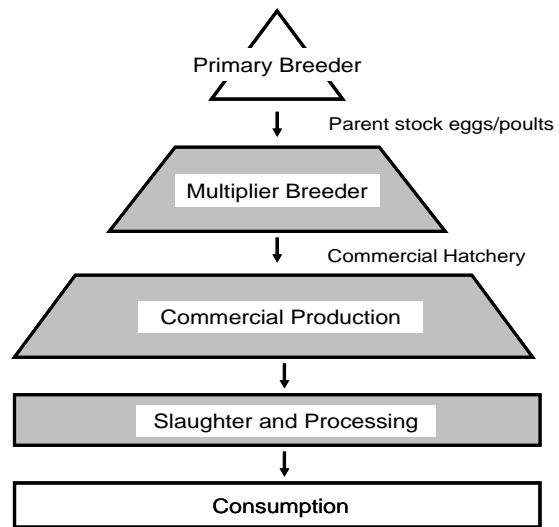 Primary Breeder
Parent stock eggs/poults
Multiplier Breeder
Commercial Hatchery
Commercial Production
Slaughter and Processing
Consumption